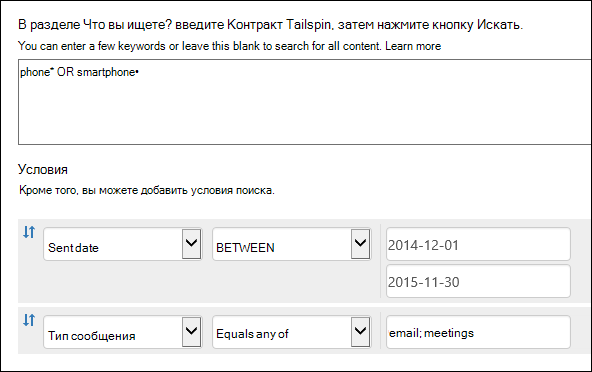 В разделе Что вы ищете? введите Контракт Tailspin, затем нажмите кнопку Искать.
You can enter a few keywords or leave this blank to search for all content. Learn more
phone* OR smartphone•
Условия
Кроме того, вы можете добавить условия поиска.
Sent date BETWEEN 2014-12-01
2015-11-30
Тип сообщения Equals any of email; meetings